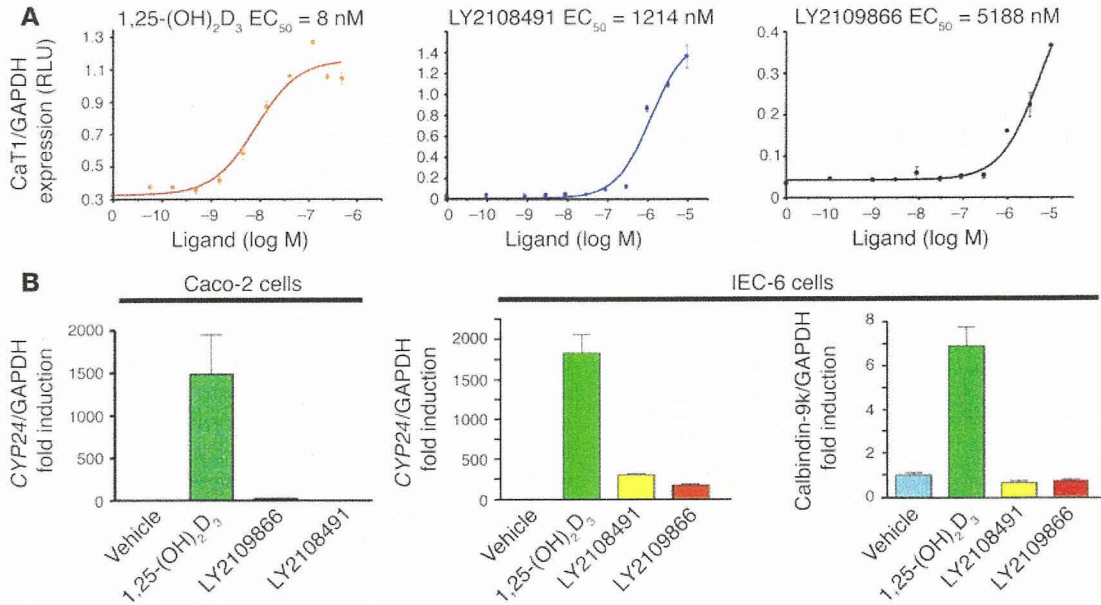 A
1,25-(OH)2D3 EC50 = 8 nM
LY2108491 EC50 = 1214 nM
LY2109866 EC50 = 5188 nM
CaT1/GAPDH
expression (RLU)
1.3
1.1
0.9
0.7
0.5
0.3
0 –10 –9 –8 –7 –6
Ligand (log M)
1.4
1.2
1.0
0.8
0.6
0.4
0.2
0
0 –10 –9 –8 –7 –6 –5
Ligand (log M)
0.4
0.3
0.2
0.1
0
0 –10 –9 –8 –7 –6 –5
Ligand (log M)
B
Caco-2 cells
IEC-6 cells
CYP24/GAPDH
fold induction
2000
1500
1000
500
0
Vehicle
1,25-(OH)2D3
LY2109866
LY2108491
CYP24/GAPDH
fold induction
2000
1500
1000
500
0
Vehicle
1,25-(OH)2D3
LY2108491
LY2109866
Calbindin-9k/GAPDH
fold induction
8
6
4
2
0
Vehicle
1,25-(OH)2D3
LY2108491
LY2109866